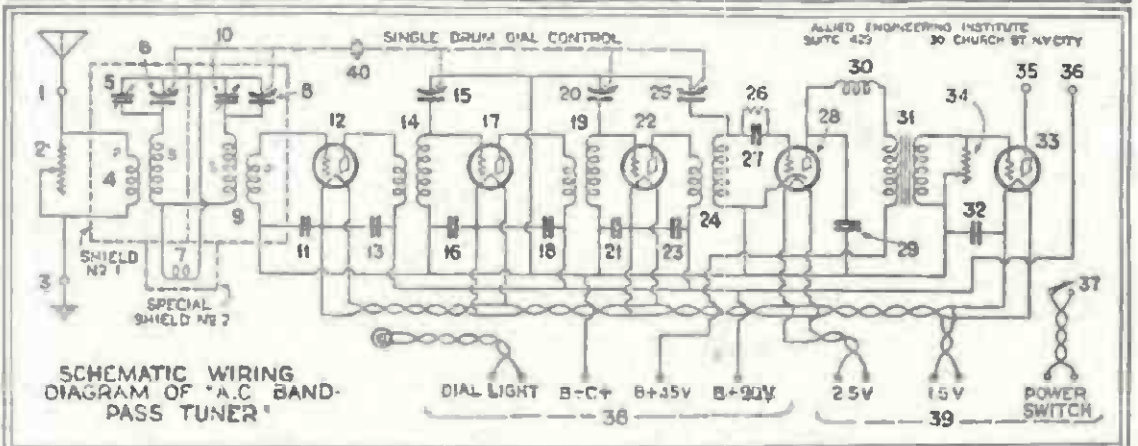 ALLIED ENGINEERING INSTITUTE
SUITE 429 30 CHURCH ST NY CITY
SINGLE DRUM DIAL CONTROL
6 10 40
5 8 15 20 25 26 30 35 36
1 12 14 17 19 22 27 28 31 34
2 4 33
9 24
11 13 16 18 21 23 29 32
SHIELD
Nº 1
7
3
SPECIAL
SHIELD Nº 2
37
SCHEMATIC WIRING
DIAGRAM OF "A.C BAND-
PASS TUNER"
DIAL LIGHT B-C+ B+45V B+90V 2.5V 1.5V POWER
SWITCH
38 39